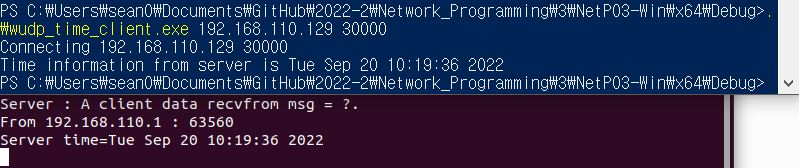 PS C:₩Users₩sean0₩Documents₩GitHub₩2022-2₩Network_Programming₩3₩NetP03-Win₩x64₩Debug>.
₩wudp_time_client.exe 192.168.110.129 30000
Connecting 192.168.110.129 30000
Time information from server is Tue Sep 20 10:19:36 2022
PS C:₩Users₩sean0₩Documents₩GitHub₩2022-2₩Network_Programming₩3₩NetP03-Win₩x64₩Debug>
Server : A client data recvfrom msg = ?.
From 192.168.110.1 : 63560
Server time=Tue Sep 20 10:19:36 2022